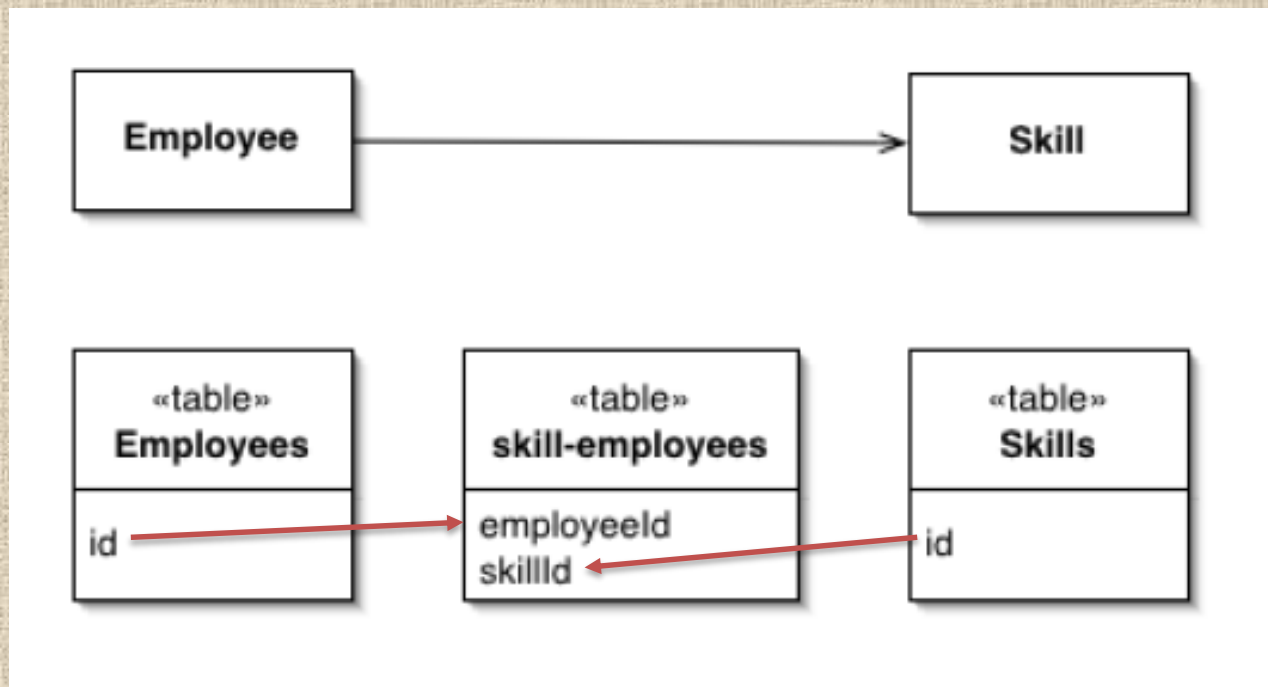 Employee
Skill
«table»
Employees
id
«table»
skill-employees
employeeId
skillId
«table»
Skills
id